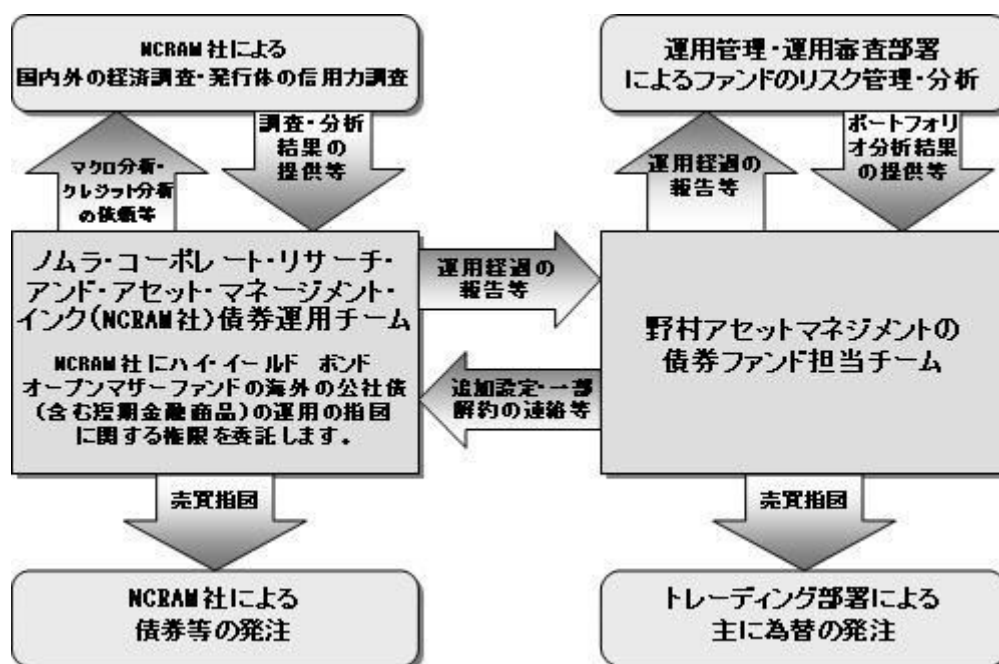 NCRAM社による
国内外の経済調査・発行体の信用力調査
運用管理・運用審査部署
によるファンドのリスク管理・分析
マクロ分析・
クレジット分析
の依頼等
調査・分析
結果の
提供等
運用経過の
報告等
ポートフォリ
オ分析結果
の提供等
ノムラ・コーポレート・リサーチ・
アンド・アセット・マネージメント・
インク(NCRAM社)債券運用チーム
NCRAM社にハイ・イールド ボンド
オープンマザーファンドの海外の公社債
(含む短期金融商品)の運用の指図
に関する権限を委託します。
運用経過の
報告等
追加設定・一部
解約の連絡等
野村アセットマネジメントの
債券ファンド担当チーム
売買指図
売買指図
NCRAM社による
債券等の発注
トレーディング部署による
主に為替の発注